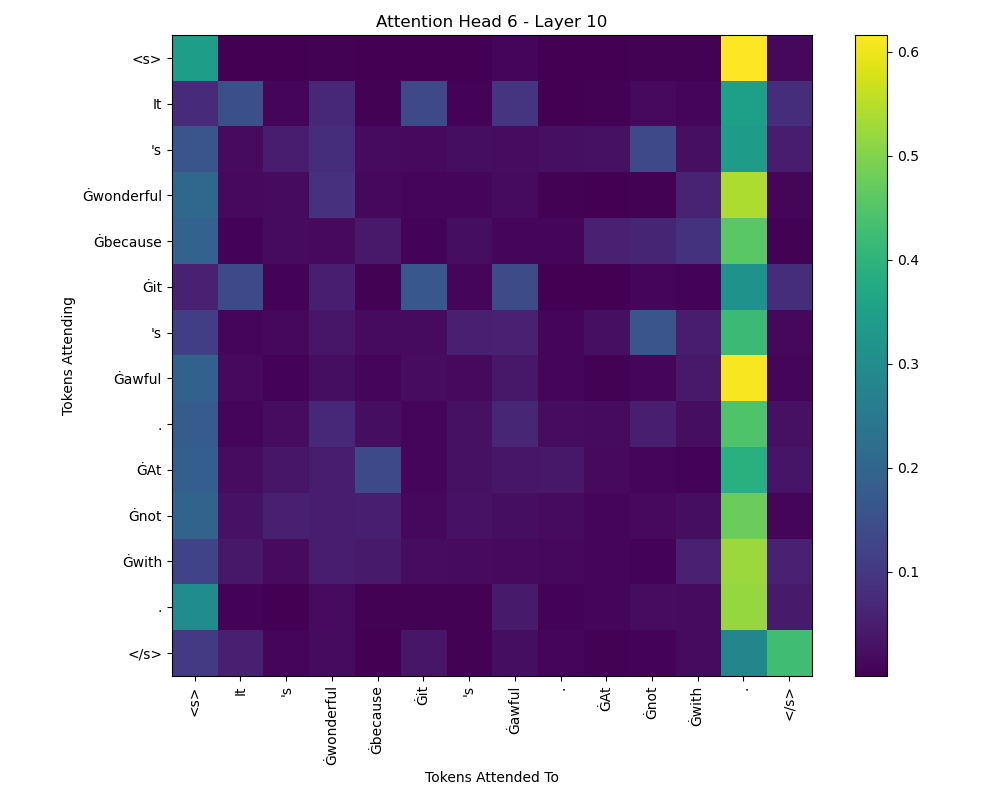 Attention Head 6 - Layer 10
Tokens Attending
<s>
It
's
Ġwonderful
Ġbecause
Ġit
's
Ġawful
.
ĠAt
Ġnot
Ġwith
.
</s>
<s>
It
's
Ġwonderful
Ġbecause
Ġit
's
Ġawful
.
ĠAt
Ġnot
Ġwith
.
</s>
Tokens Attended To
0.6
0.5
0.4
0.3
0.2
0.1